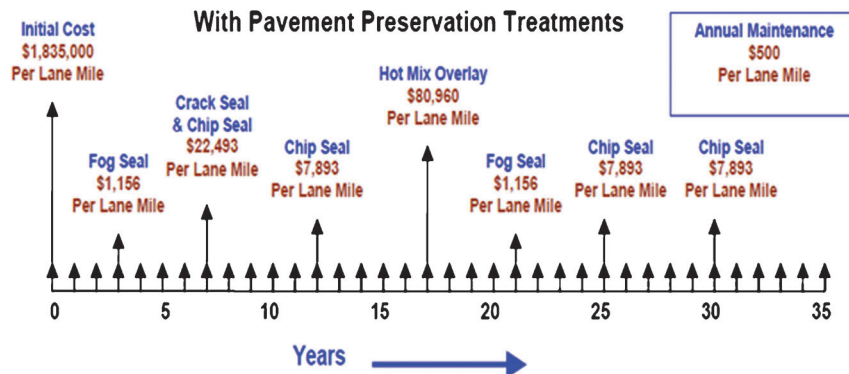 With Pavement Preservation Treatments
Initial Cost
$1,835,000
Per Lane Mile
Fog Seal
$1,156
Per Lane Mile
Crack Seal
& Chip Seal
$22,493
Per Lane Mile
Chip Seal
$7,893
Per Lane Mile
Hot Mix Overlay
$80,960
Per Lane Mile
Fog Seal
$1,156
Per Lane Mile
Chip Seal
$7,893
Per Lane Mile
Chip Seal
$7,893
Per Lane Mile
Annual Maintenance
$500
Per Lane Mile
0 5 10 15 20 25 30 35
Years